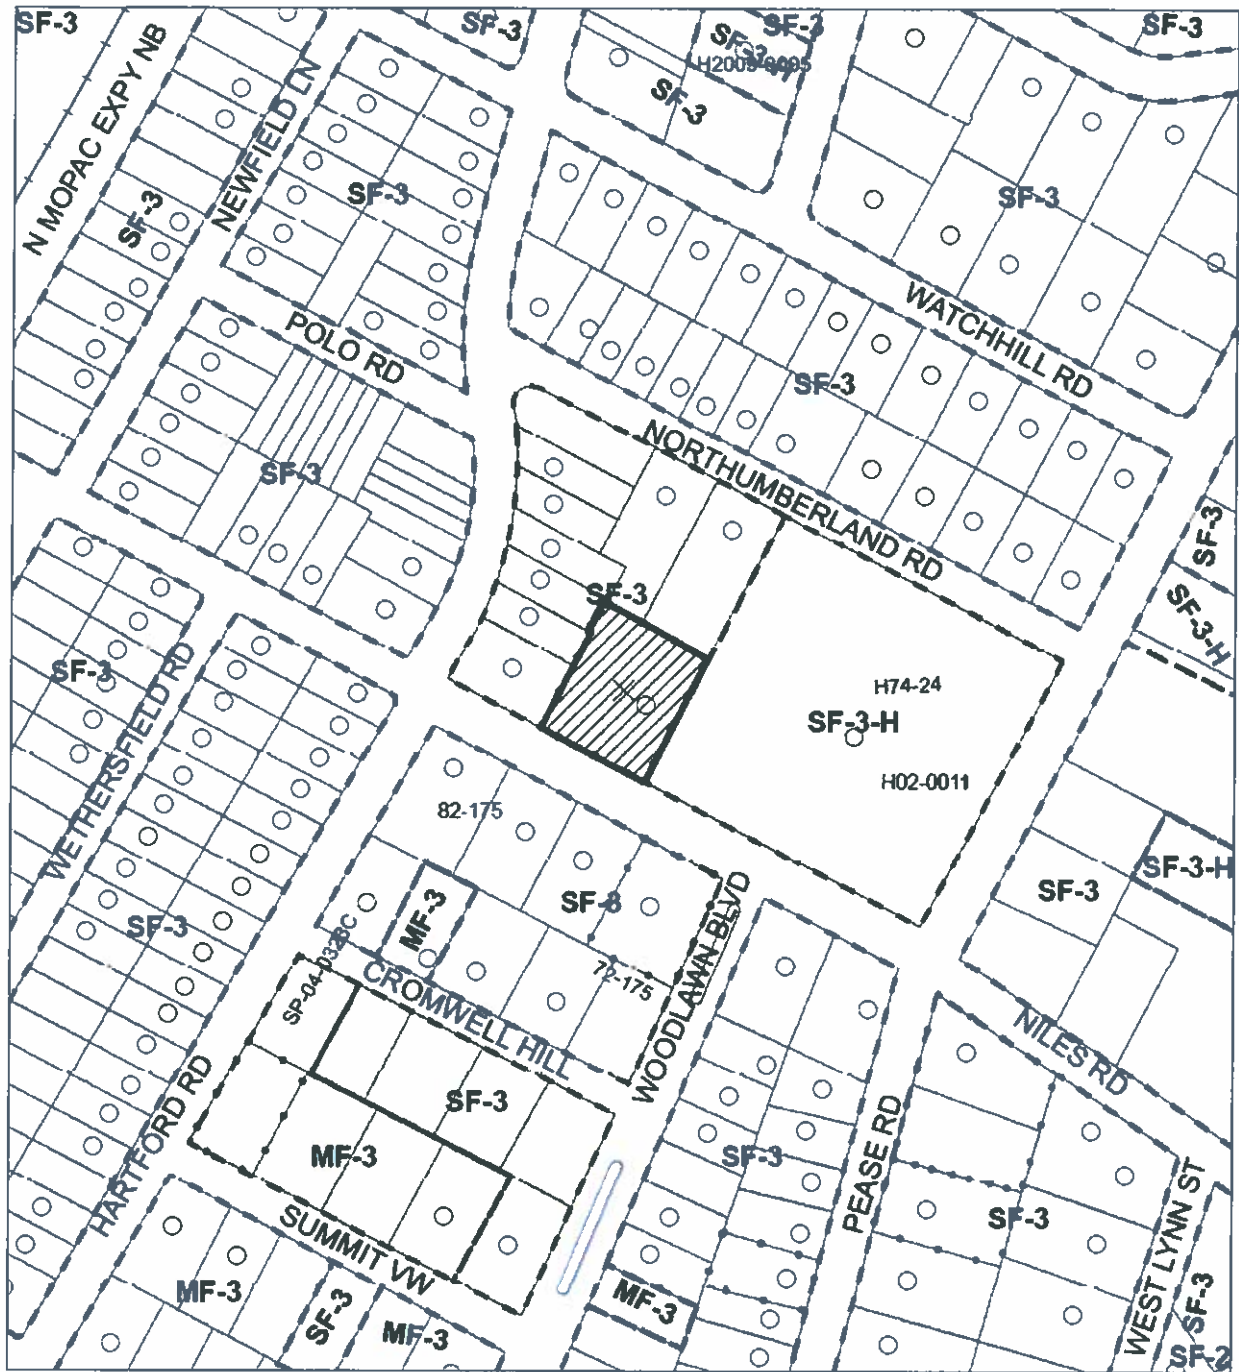 SF-3
SF-3
SF-3
SF-3
SF-3
N MOPAC EXPY NB
NEWFIELD LN
SF-3
SF-3
SF-3
SF-3
WATCHHILL RD
POLO RD
SF-3
NORTHUMBERLAND RD
SF-3
SF-3
SF-3-H
SF-3
SF-3
WETHERSFIELD RD
H74-24
SF-3-H
H02-0011
82-175
SF-3-H
SF-3
MF-3
SF-3
WOODLAWN BLVD
SF-3
72-175
CROMWELL HILL
NILES RD
HARTFORD RD
SF-3
MF-3
SF-3
PEASE RD
SF-3
WEST LYNN ST
SUMMIT VW
MF-3
SF-3
MF-3
MF-3
SF-3
SF-2